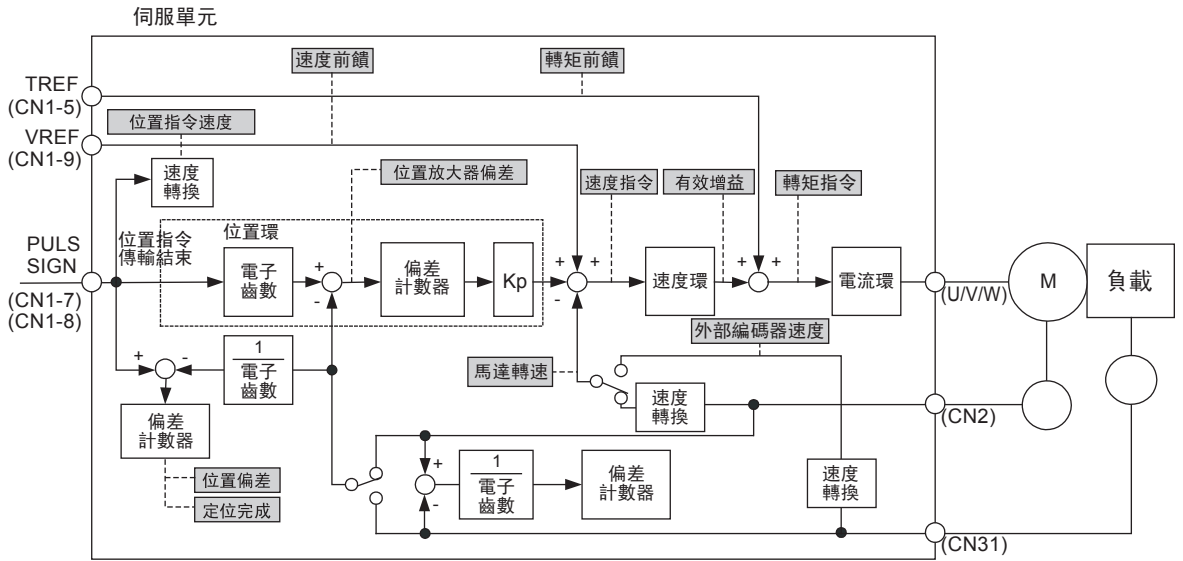 伺服單元
速度前饋
轉矩前饋
TREF
(CN1-5)
位置指令速度
VREF
(CN1-9)
速度
轉換
位置放大器偏差
速度指令
有效增益
轉矩指令
位置指令
傳輸結束
位置環
PULS
SIGN
(CN1-7)
(CN1-8)
電子
齒數
+
-
偏差
計數器
Kp
+
+
-
速度環
+
+
+
電流環
(U/V/W)
M
負載
外部編碼器速度
馬達轉速
+
-
1
電子
齒數
速度
轉換
(CN2)
偏差
計數器
位置偏差
定位完成
+
-
1
電子
齒數
偏差
計數器
速度
轉換
(CN31)